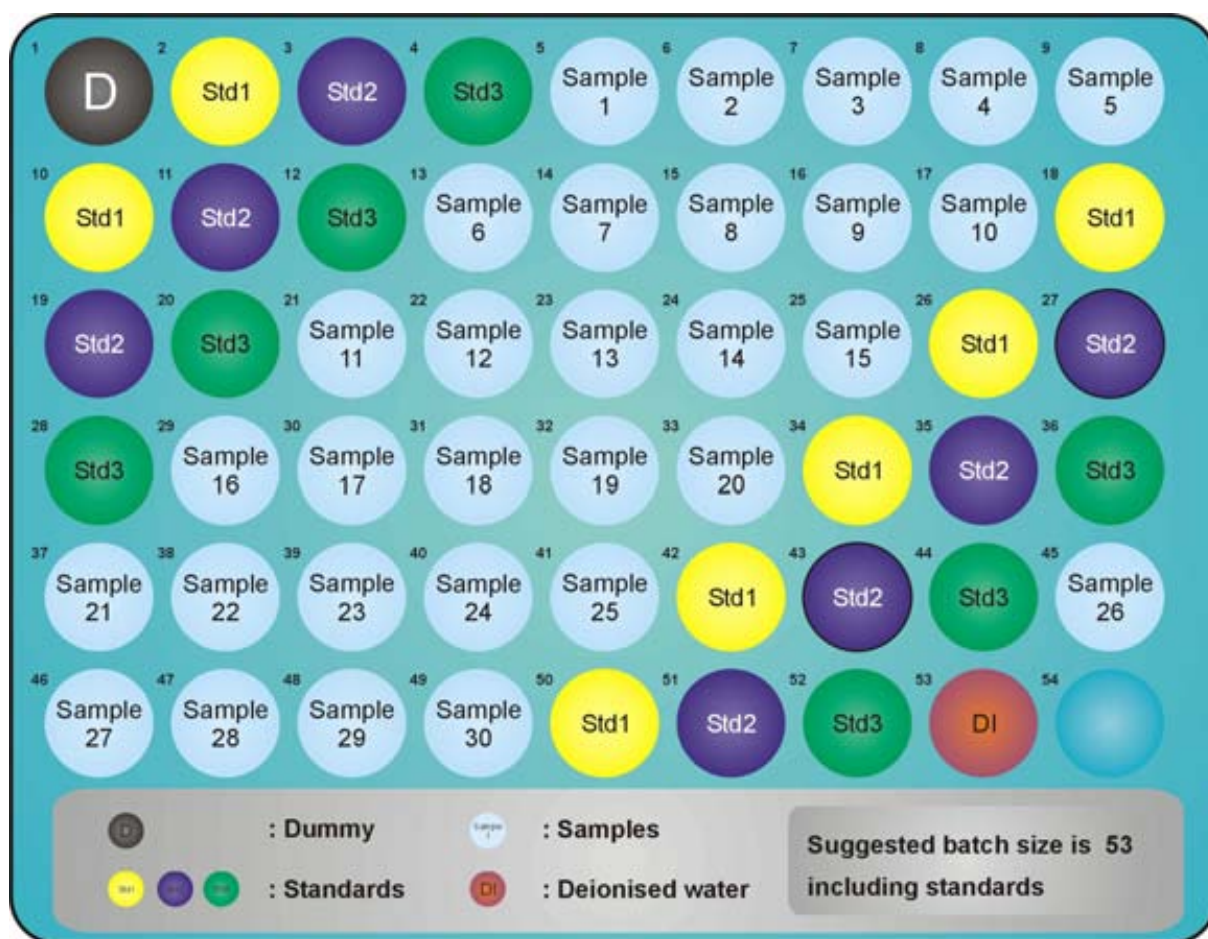 1 2 3 4 5 6 7 8 9
D Std1 Std2 Std3 Sample 1 Sample 2 Sample 3 Sample 4 Sample 5
10 11 12 13 14 15 16 17 18
Std1 Std2 Std3 Sample 6 Sample 7 Sample 8 Sample 9 Sample 10 Std1
19 20 21 22 23 24 25 26 27
Std2 Std3 Sample 11 Sample 12 Sample 13 Sample 14 Sample 15 Std1 Std2
28 29 30 31 32 33 34 35 36
Std3 Sample 16 Sample 17 Sample 18 Sample 19 Sample 20 Std1 Std2 Std3
37 38 39 40 41 42 43 44 45
Sample 21 Sample 22 Sample 23 Sample 24 Sample 25 Std1 Std2 Std3 Sample 26
46 47 48 49 50 51 52 53 54
Sample 27 Sample 28 Sample 29 Sample 30 Std1 Std2 Std3 DI
D : Dummy Sample : Samples
Std1 : Standards DI : Deionised water
Suggested batch size is 53
including standards